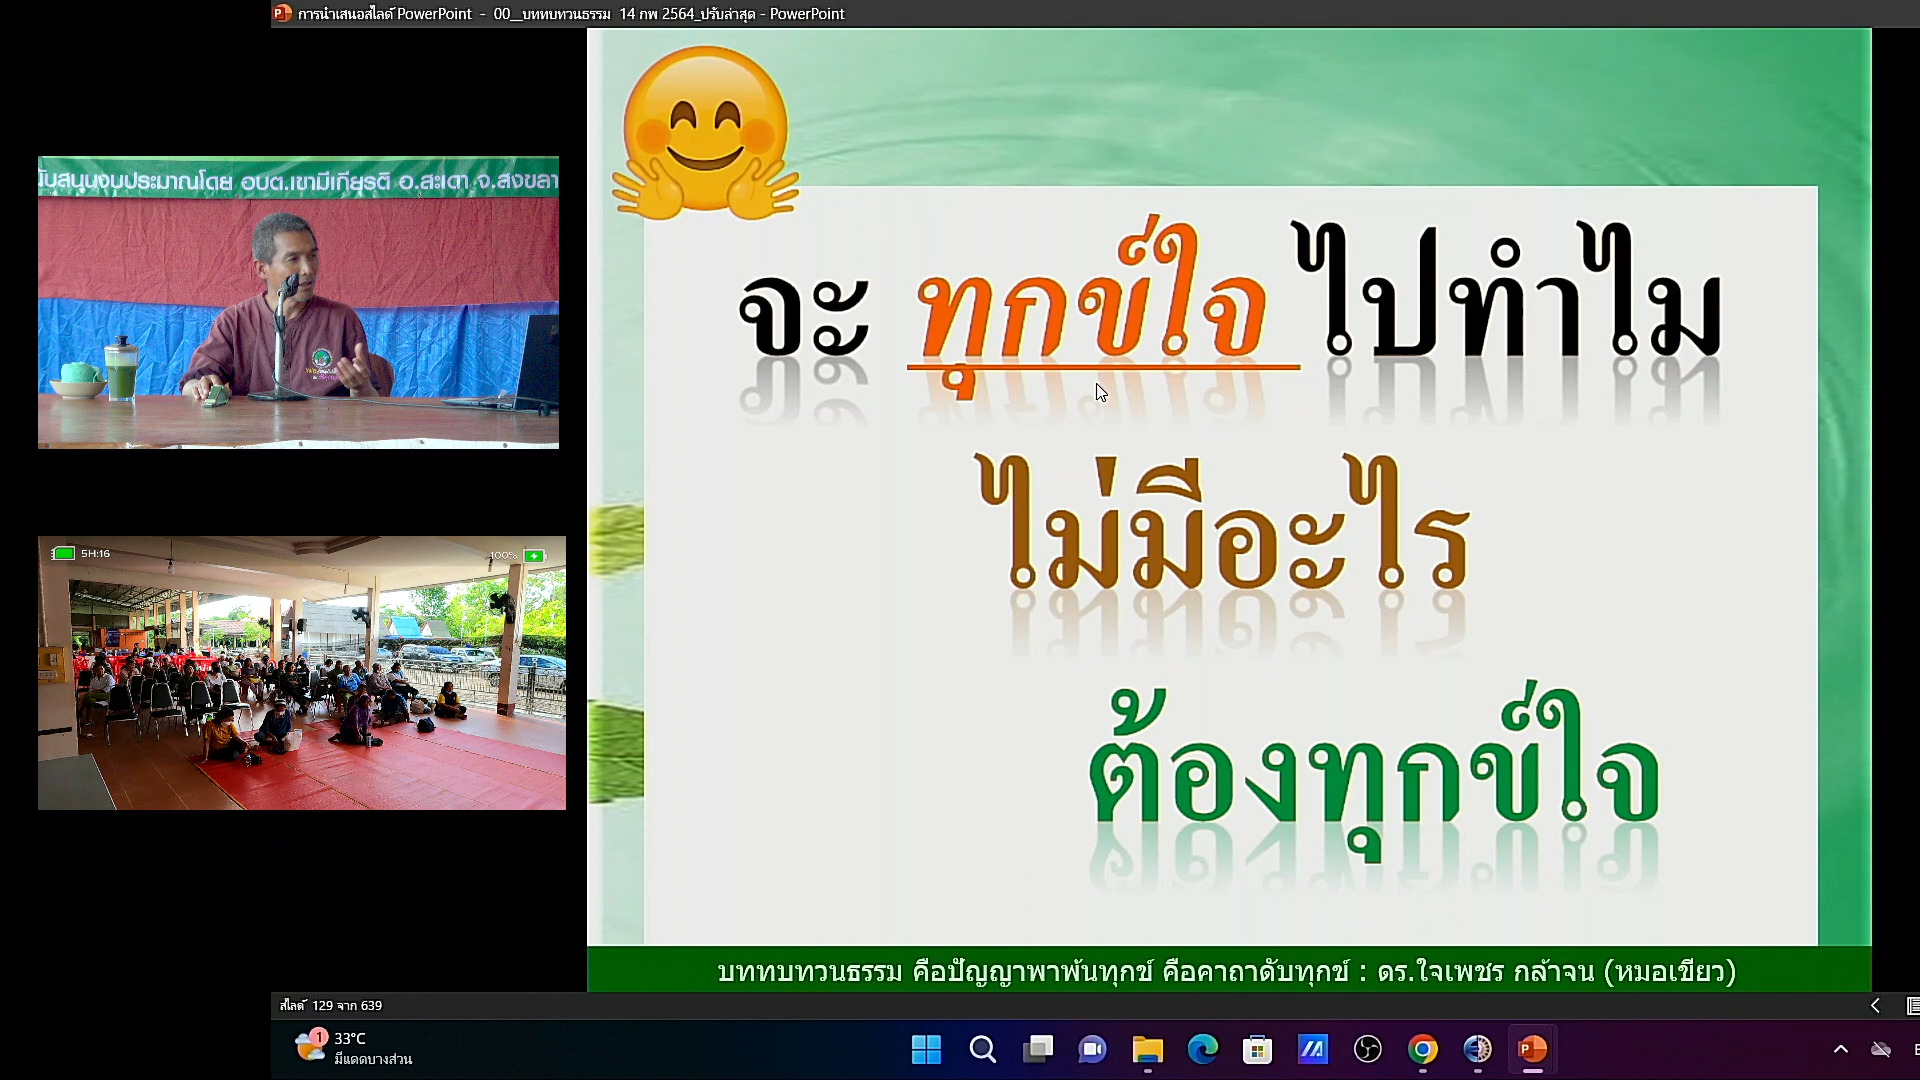 การนำเสนอสไลด์ PowerPoint - 00__บททบทวนธรรม 14 กพ 2564_ปรับล่าสุด - PowerPoint
นับสนุนงบประมาณโดย อบต.เขามีเกียรติ อ.สะเดา จ.สงขลา
5H:16
100%
จะ ทุกข์ใจ ไปทำไม
ไม่มีอะไร
ต้องทุกข์ใจ
บททบทวนธรรม คือปัญญาพาพ้นทุกข์ คือคาถาดับทุกข์ : ดร.ใจเพชร กล้าจน (หมอเขียว)
สไลด์ 129 จาก 639
1
33°C
มีแดดบางส่วน